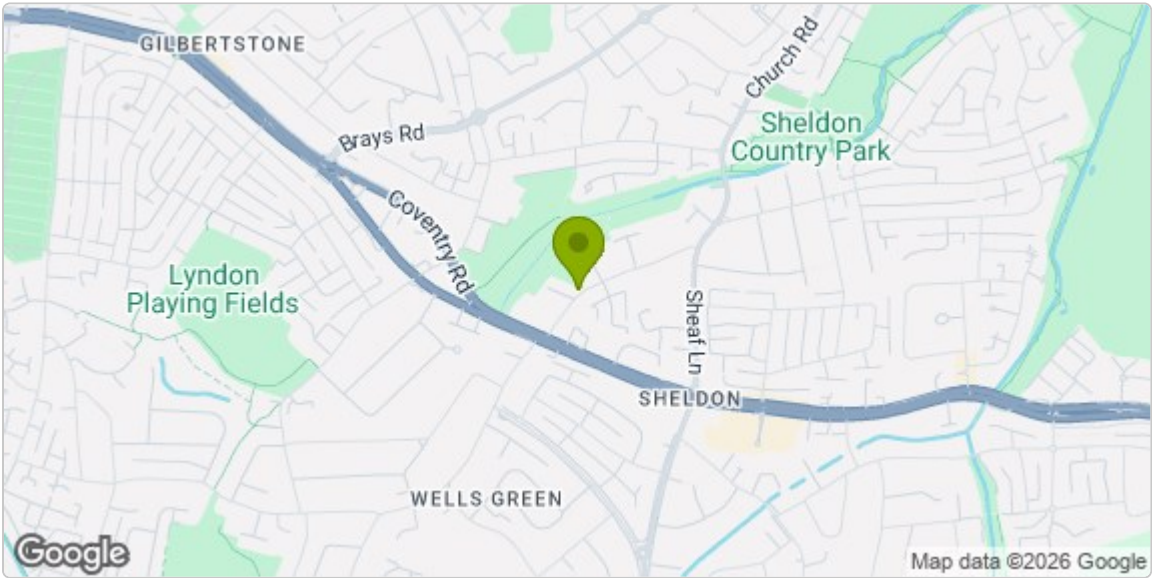 GILBERTSTONE
Church Rd
Brays Rd
Sheldon
Country Park
Coventry Rd
Lyndon
Playing Fields
Sheaf Ln
SHELDON
WELLS GREEN
Google
Map data ©2026 Google